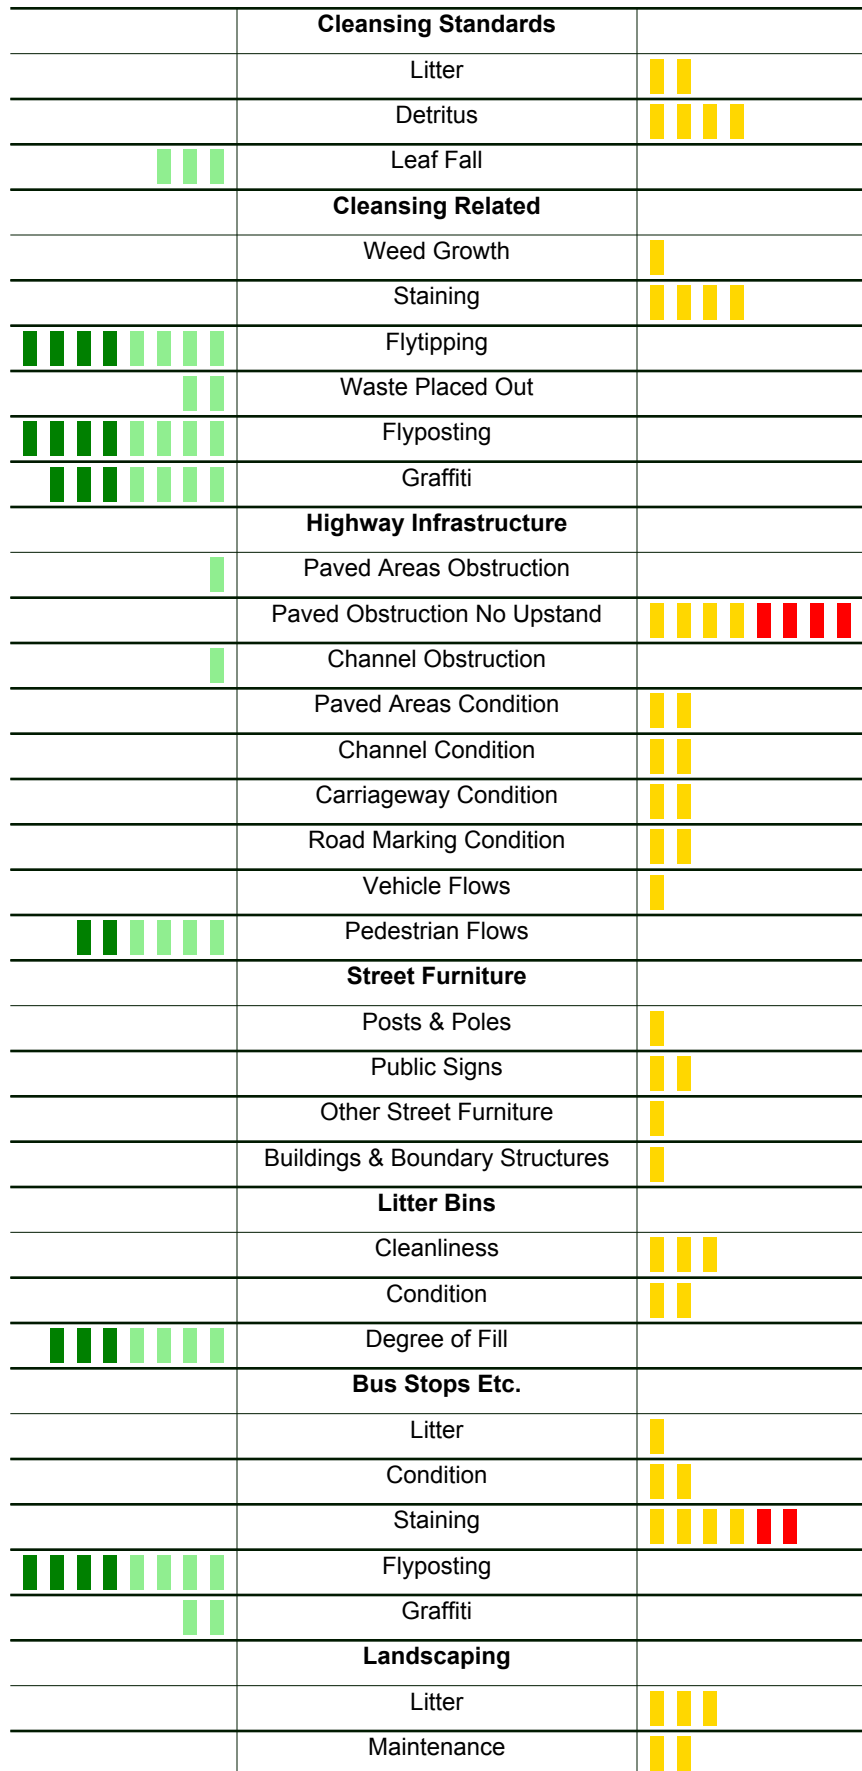 Cleansing Standards
Litter
Detritus
Leaf Fall
Cleansing Related
Weed Growth
Staining
Flytipping
Waste Placed Out
Flyposting
Graffiti
Highway Infrastructure
Paved Areas Obstruction
Paved Obstruction No Upstand
Channel Obstruction
Paved Areas Condition
Channel Condition
Carriageway Condition
Road Marking Condition
Vehicle Flows
Pedestrian Flows
Street Furniture
Posts & Poles
Public Signs
Other Street Furniture
Buildings & Boundary Structures
Litter Bins
Cleanliness
Condition
Degree of Fill
Bus Stops Etc.
Litter
Condition
Staining
Flyposting
Graffiti
Landscaping
Litter
Maintenance